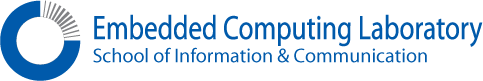 Embedded Computing Laboratory
School of Information & Communication